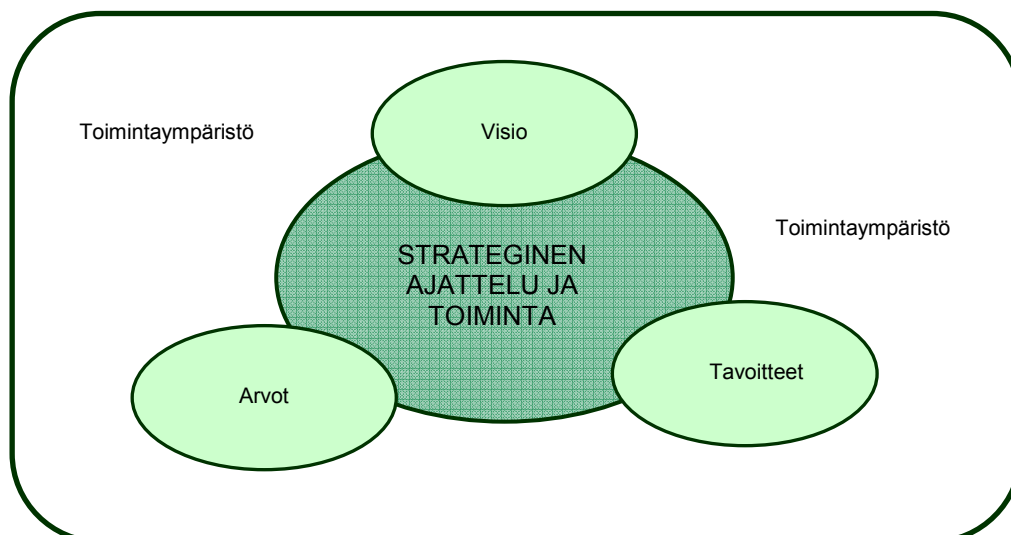 Toimintaympäristö
Visio
Toimintaympäristö
STRATEGINEN
AJATTELU JA
TOIMINTA
Arvot
Tavoitteet